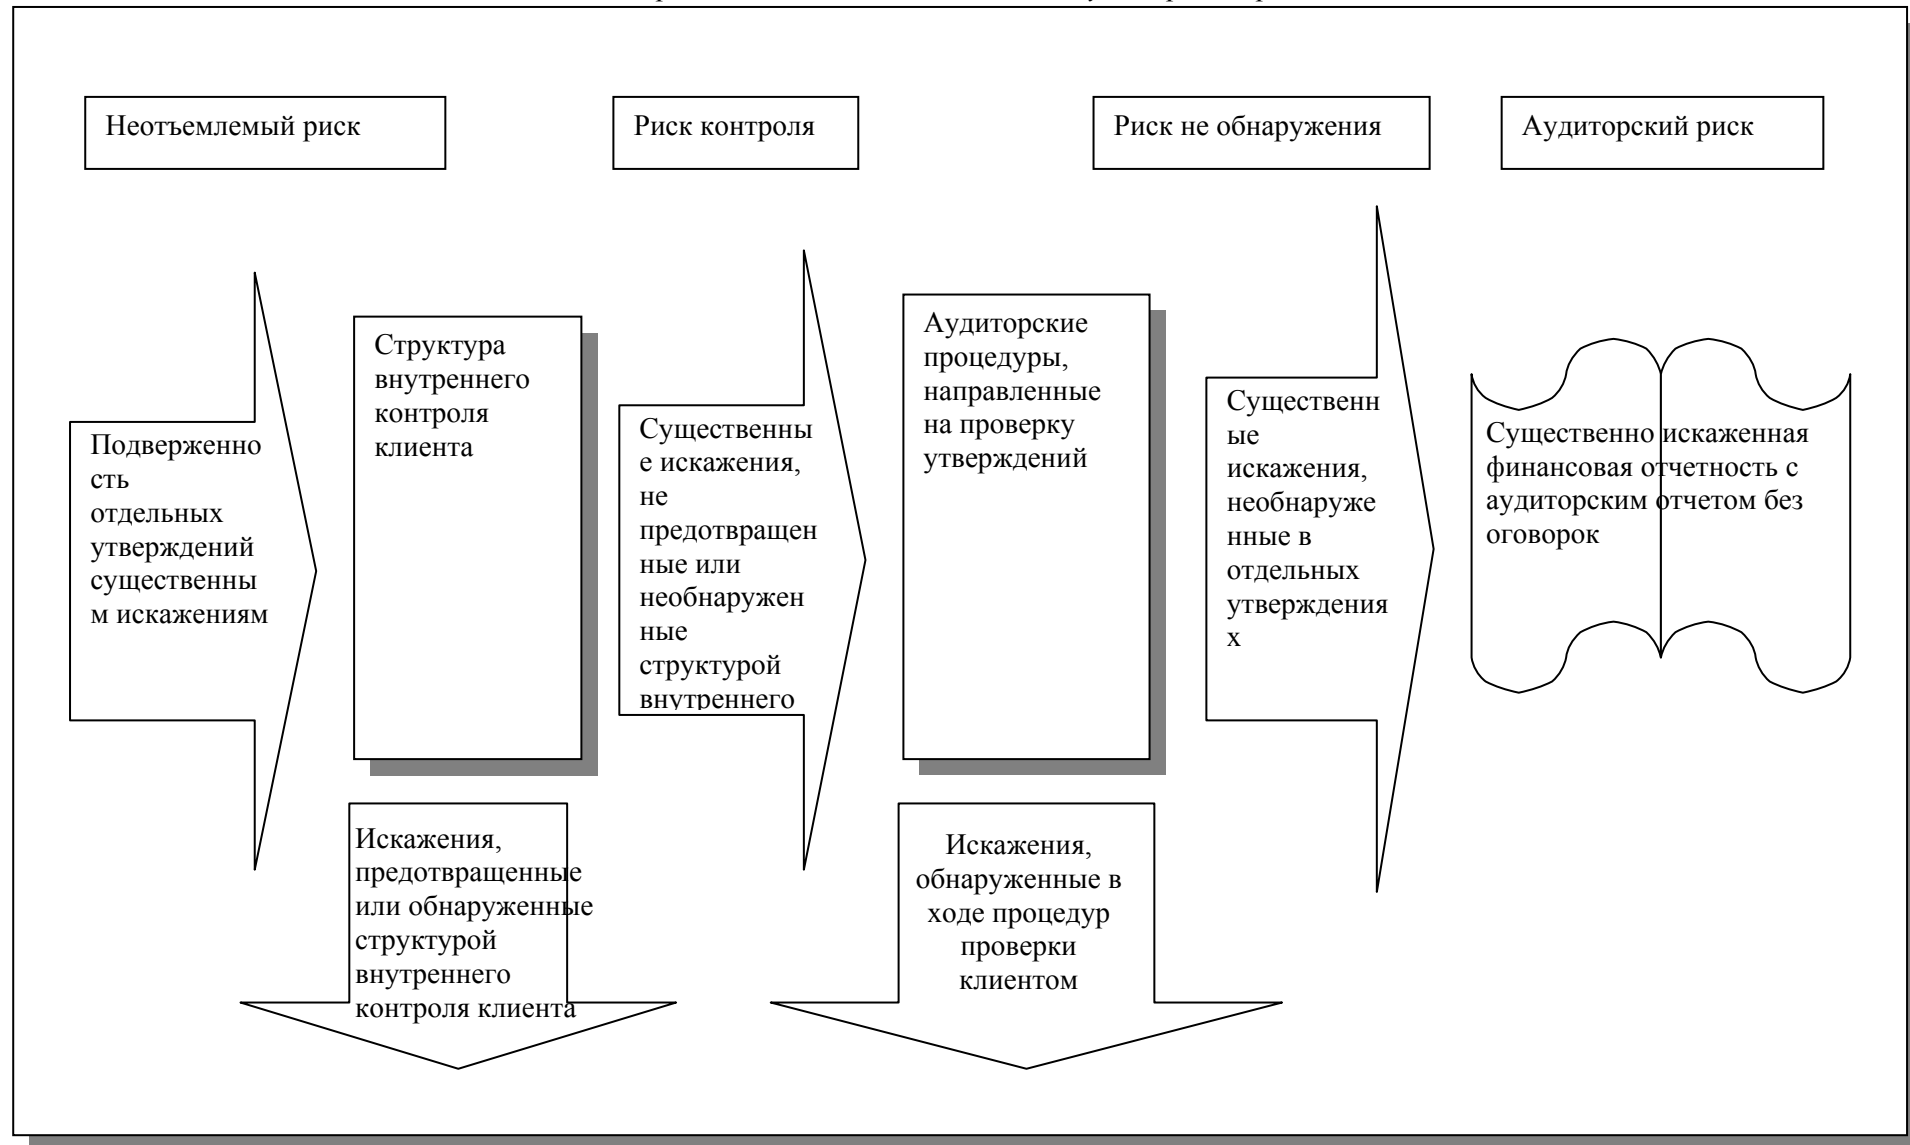 Неотъемлемый риск
Риск контроля
Риск не обнаружения
Аудиторский риск
Подверженно
сть
отдельных
утверждений
существенны
м искажениям
Структура
внутреннего
контроля
клиента
Существенны
е искажения,
не
предотвращен
ные или
необнаружен
ные
структурой
внутреннего
Аудиторские
процедуры,
направленные
на проверку
утверждений
Существенн
ые
искажения,
необнаруже
нные в
отдельных
утверждения
х
Существенно искаженная
финансовая отчетность с
аудиторским отчетом без
оговорок
Искажения,
предотвращенные
или обнаруженные
структурой
внутреннего
контроля клиента
Искажения,
обнаруженные в
ходе процедур
проверки
клиентом